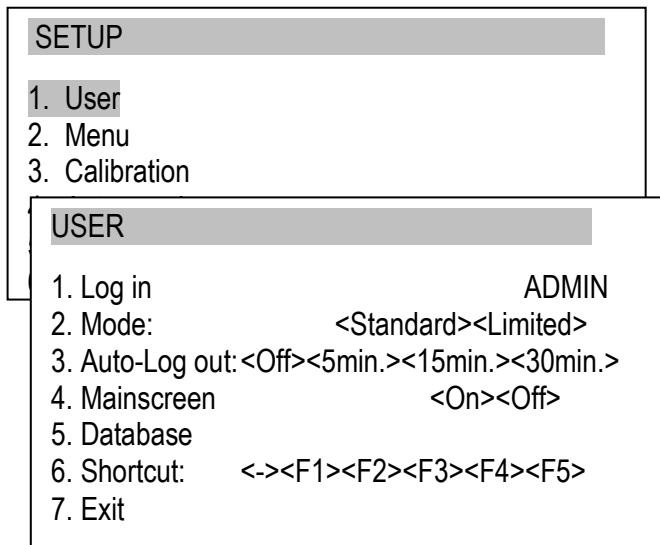 SETUP
1. User
2. Menu
3. Calibration
USER
1. Log in ADMIN
2. Mode: <Standard><Limited>
3. Auto-Log out:<Off><5min.><15min.><30min.>
4. Mainscreen <On><Off>
5. Database
6. Shortcut: <-><F1><F2><F3><F4><F5>
7. Exit